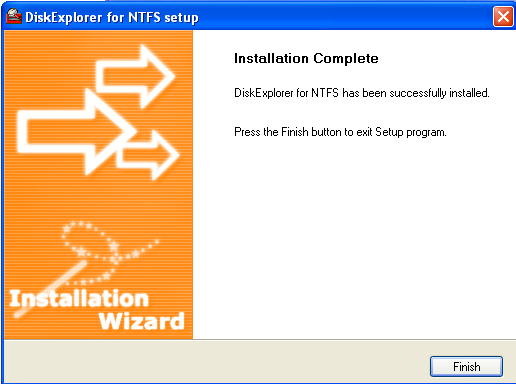 DiskExplorer for NTFS setup
Installation Complete
DiskExplorer for NTFS has been successfully installed.
Press the Finish button to exit Setup program.
Installation
Wizard
Finish